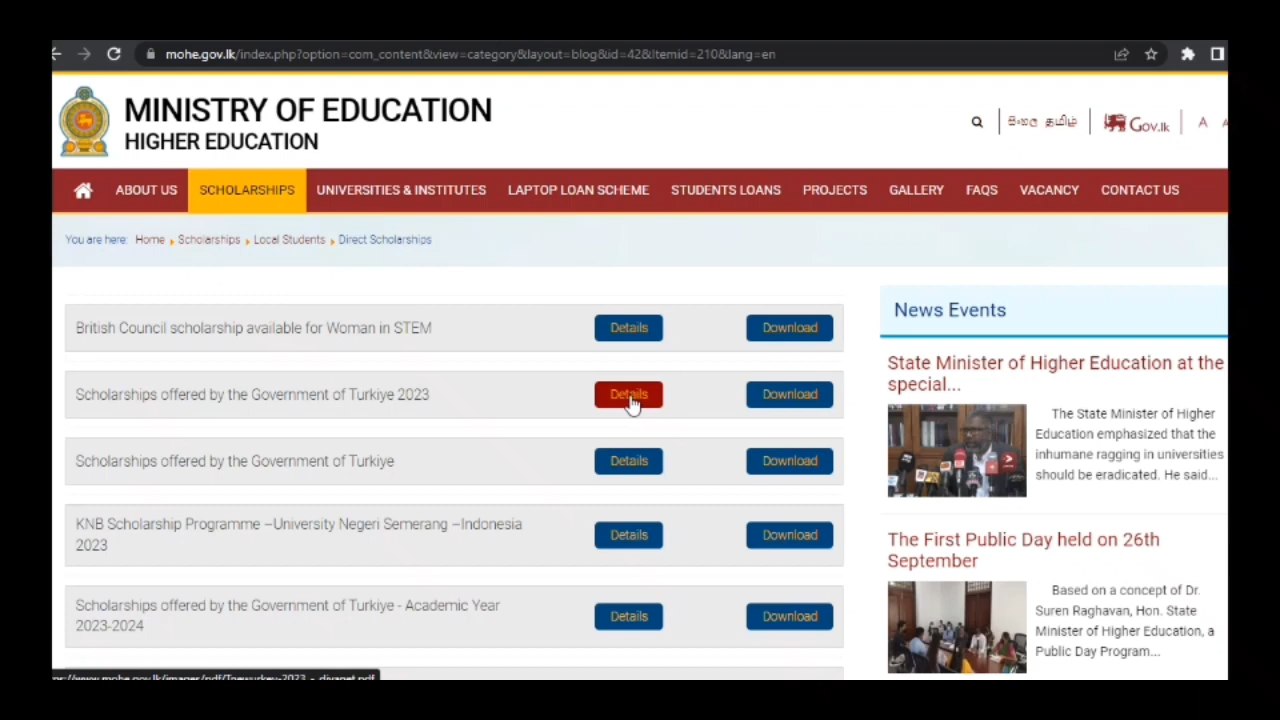 mohe.gov.lk/index.php?option=com_content&view=category&layout=blog&id=42&Itemid=210&lang=en
MINISTRY OF EDUCATION
HIGHER EDUCATION
සිංහල தமிழ்
Gov.lk
A
ABOUT US
SCHOLARSHIPS
UNIVERSITIES & INSTITUTES
LAPTOP LOAN SCHEME
STUDENTS LOANS
PROJECTS
GALLERY
FAQS
VACANCY
CONTACT US
You are here: Home Scholarships Local Students Direct Scholarships
British Council scholarship available for Woman in STEM
Details
Download
Scholarships offered by the Government of Turkiye 2023
Details
Download
Scholarships offered by the Government of Turkiye
Details
Download
KNB Scholarship Programme –University Negeri Semerang –Indonesia
2023
Details
Download
Scholarships offered by the Government of Turkiye - Academic Year
2023-2024
Details
Download
News Events
State Minister of Higher Education at the
special...
The State Minister of Higher
Education emphasized that the
inhumane ragging in universities
should be eradicated. He said...
The First Public Day held on 26th
September
Based on a concept of Dr.
Suren Raghavan, Hon. State
Minister of Higher Education, a
Public Day Program...